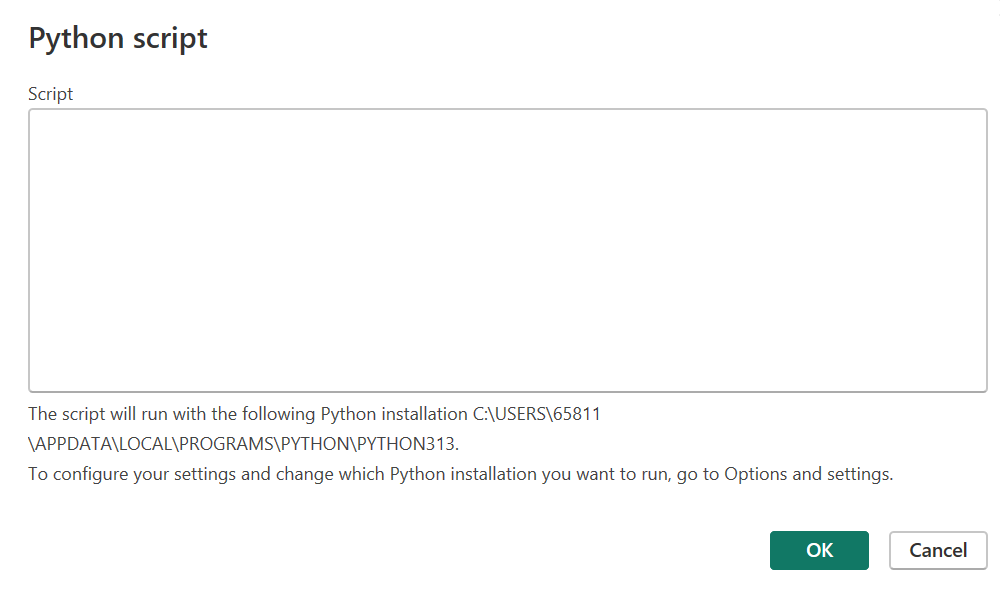 Python script
Script
The script will run with the following Python installation C:\USERS\65811
\APPDATA\LOCAL\PROGRAMS\PYTHON\PYTHON313.
To configure your settings and change which Python installation you want to run, go to Options and settings.
OK
Cancel